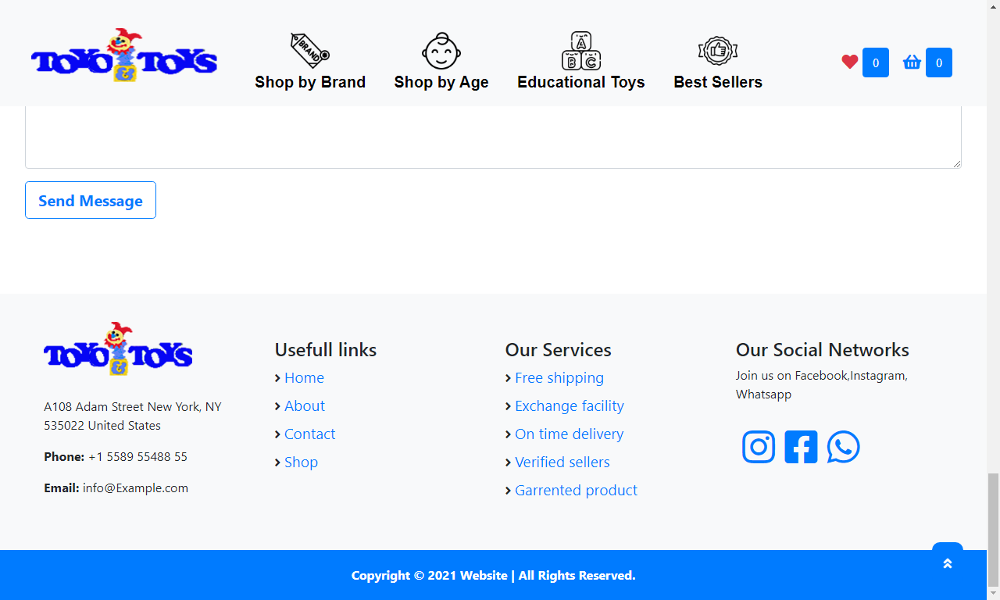 TOYO & TOYS
BRAND
A
B C
Shop by Brand
Shop by Age
Educational Toys
Best Sellers
0
0
Send Message
TOYO & TOYS
A108 Adam Street New York, NY
535022 United States
Phone: +1 5589 55488 55
Email: info@Example.com
Usefull links
Home
About
Contact
Shop
Our Services
Free shipping
Exchange facility
On time delivery
Verified sellers
Garrented product
Our Social Networks
Join us on Facebook,Instagram,
Whatsapp
Copyright © 2021 Website | All Rights Reserved.